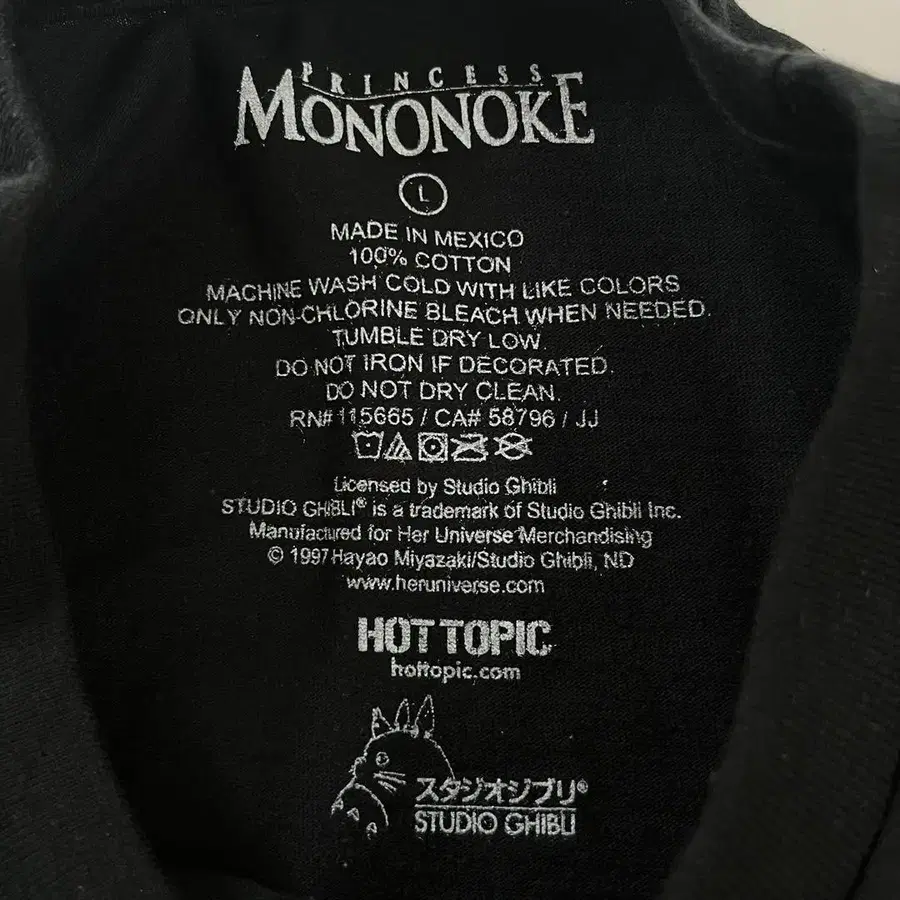 PRINCESS
MONONOKE
L
MADE IN MEXICO
100% COTTON
MACHINE WASH COLD WITH LIKE COLORS
ONLY NON-CHLORINE BLEACH WHEN NEEDED.
TUMBLE DRY LOW.
DO NOT IRON IF DECORATED.
DO NOT DRY CLEAN.
RN# 115665 / CA# 58796 / JJ
Licensed by Studio Ghibli
STUDIO GHIBLI® is a trademark of Studio Ghibli Inc.
Manufactured for Her Universe Merchandising
© 1997 Hayao Miyazaki/Studio Ghibli, ND
www.heruniverse.com
HOT TOPIC
hottopic.com
スタジオジブリ®
STUDIO GHIBLI